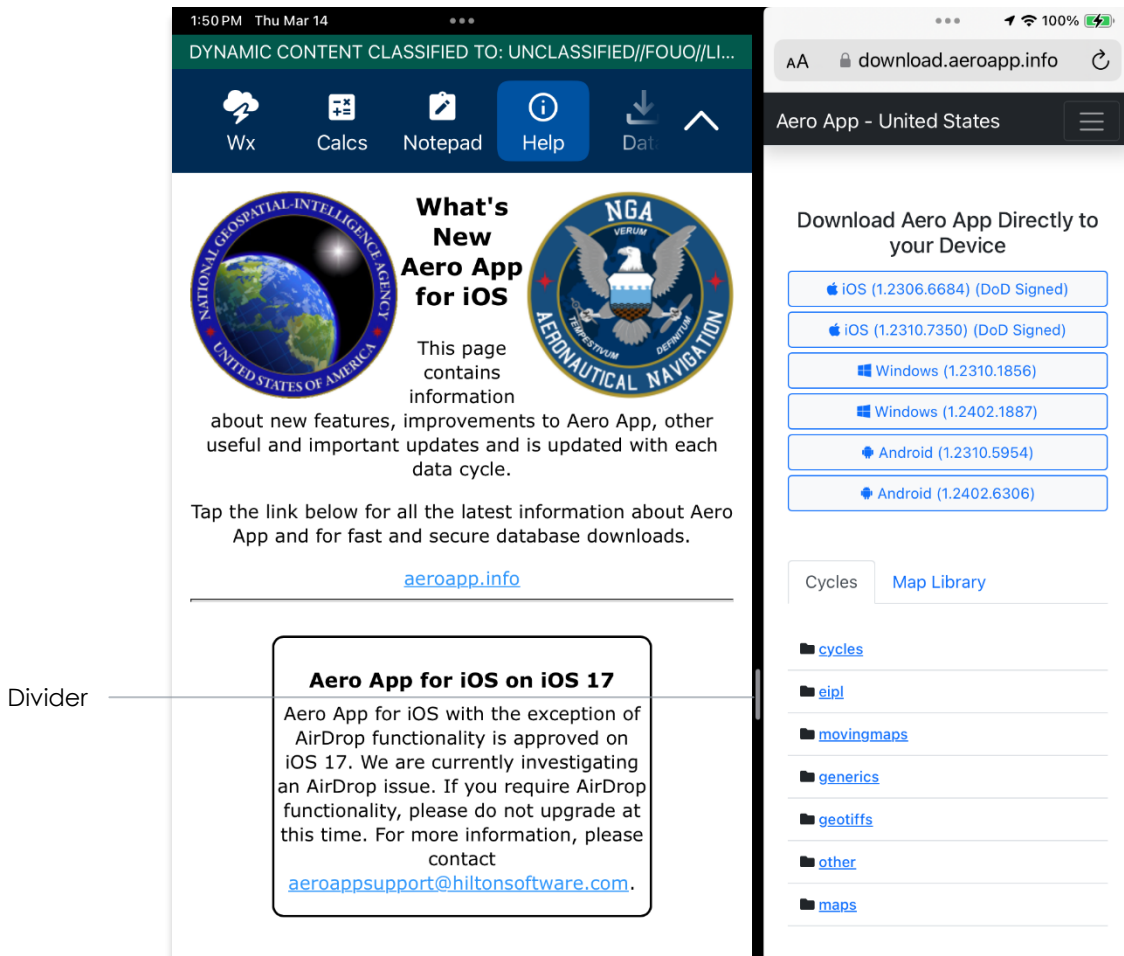 1:50 PM Thu Mar 14
DYNAMIC CONTENT CLASSIFIED TO: UNCLASSIFIED//FOUO//LI...
Wx
Calcs
Notepad
Help
Dat
NATIONAL GEOSPATIAL-INTELLIGENCE AGENCY
UNITED STATES OF AMERICA
What's
New
Aero App
for iOS
NGA
VERUM
TEMPESTIVUM
DEFINITUM
AERONAUTICAL NAVIGATION
This page
contains
information
about new features, improvements to Aero App, other
useful and important updates and is updated with each
data cycle.
Tap the link below for all the latest information about Aero
App and for fast and secure database downloads.
aeroapp.info
Aero App for iOS on iOS 17
Aero App for iOS with the exception of
AirDrop functionality is approved on
iOS 17. We are currently investigating
an AirDrop issue. If you require AirDrop
functionality, please do not upgrade at
this time. For more information, please
contact
aeroappsupport@hiltonsoftware.com.
Divider
100%
AA download.aeroapp.info
Aero App - United States
Download Aero App Directly to
your Device
iOS (1.2306.6684) (DoD Signed)
iOS (1.2310.7350) (DoD Signed)
Windows (1.2310.1856)
Windows (1.2402.1887)
Android (1.2310.5954)
Android (1.2402.6306)
Cycles Map Library
cycles
eipl
movingmaps
generics
geotiffs
other
maps